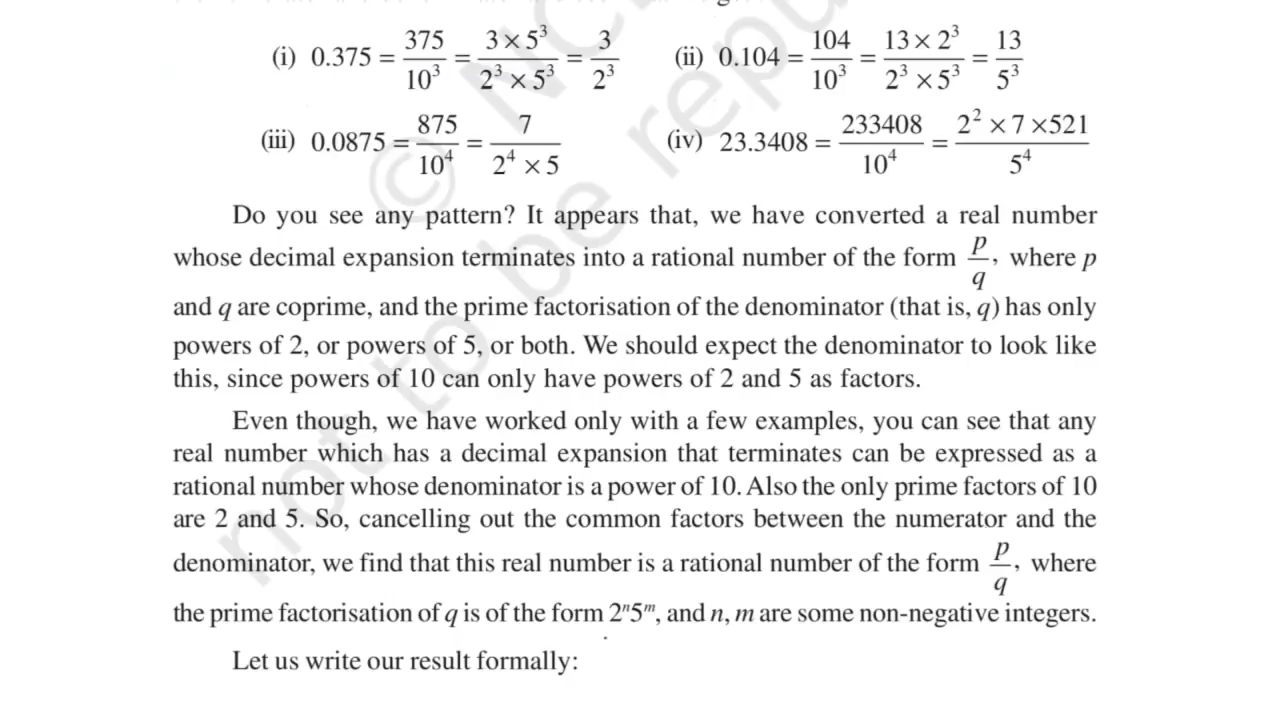 (i) 0.375 = 375/10³ = 3 × 5³/2³ × 5³ = 3/2³ (ii) 0.104 = 104/10³ = 13 × 2³/2³ × 5³ = 13/5³
(iii) 0.0875 = 875/10⁴ = 7/2⁴ × 5 (iv) 23.3408 = 233408/10⁴ = 2² × 7 ×521/5⁴
Do you see any pattern? It appears that, we have converted a real number
whose decimal expansion terminates into a rational number of the form p/q, where p
and q are coprime, and the prime factorisation of the denominator (that is, q) has only
powers of 2, or powers of 5, or both. We should expect the denominator to look like
this, since powers of 10 can only have powers of 2 and 5 as factors.
Even though, we have worked only with a few examples, you can see that any
real number which has a decimal expansion that terminates can be expressed as a
rational number whose denominator is a power of 10. Also the only prime factors of 10
are 2 and 5. So, cancelling out the common factors between the numerator and the
denominator, we find that this real number is a rational number of the form p/q, where
the prime factorisation of q is of the form 2ⁿ5ᵐ, and n, m are some non-negative integers.
Let us write our result formally:
© NC
not to be repu